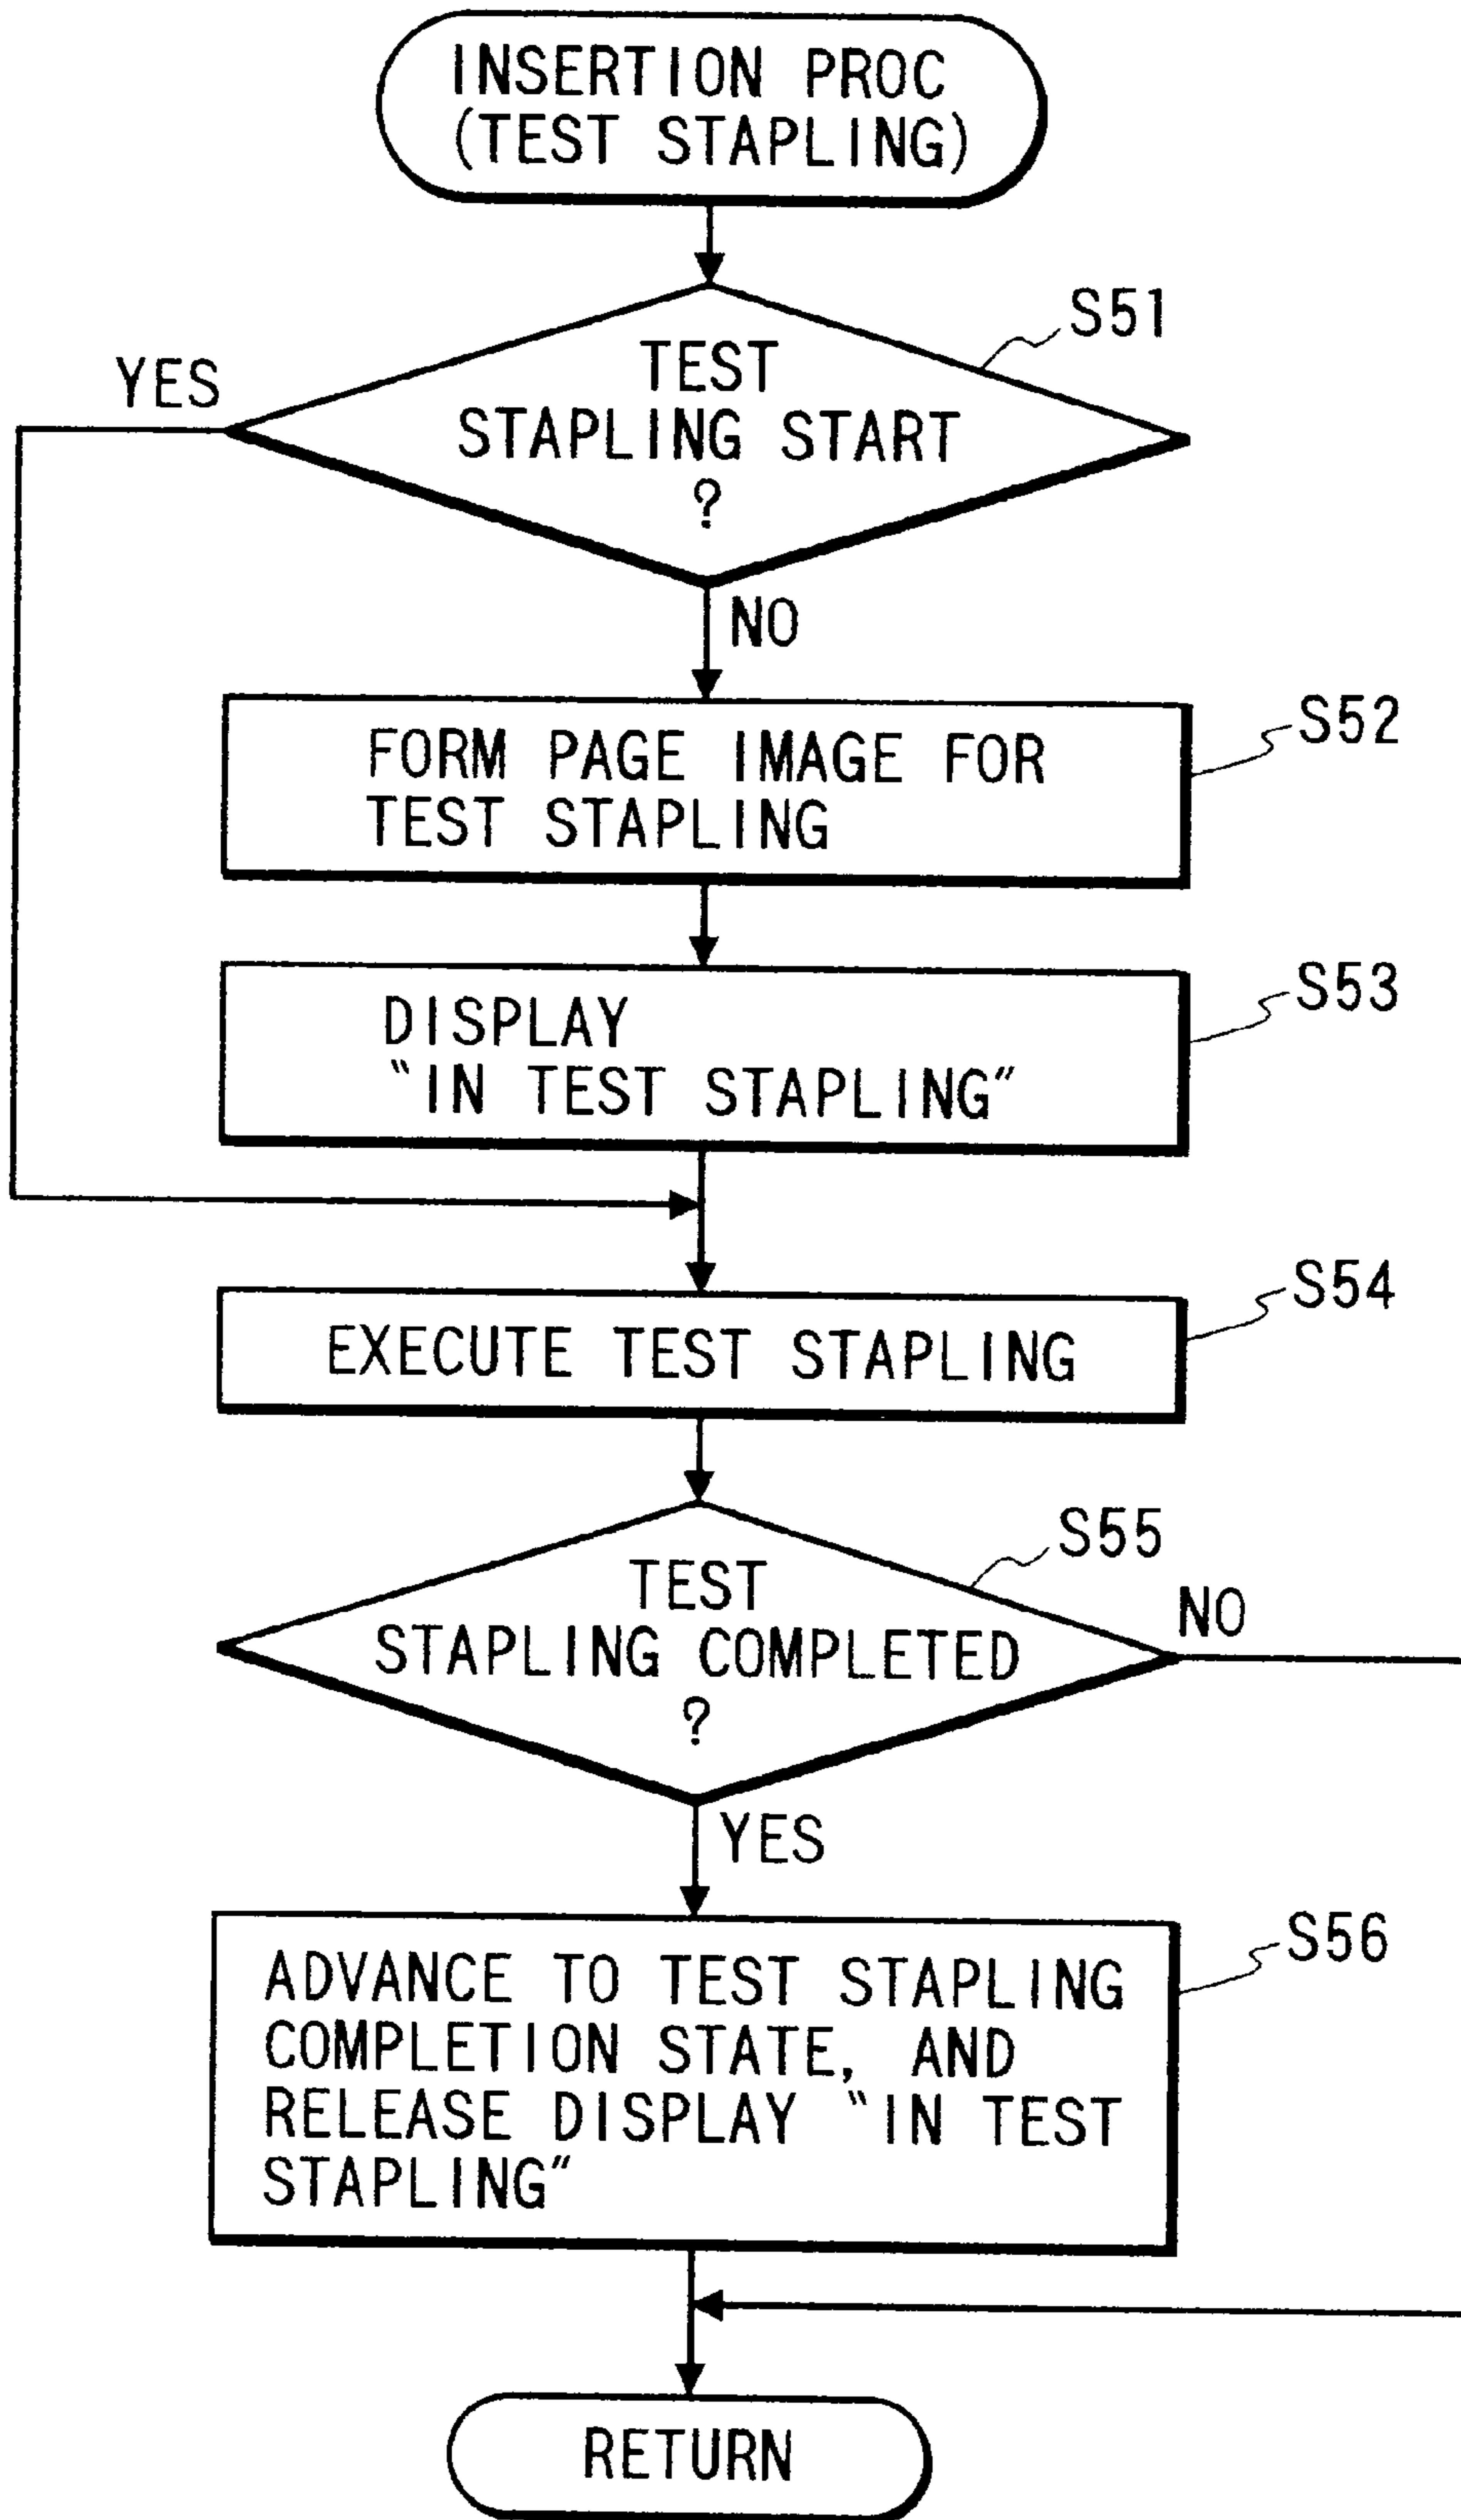 INSERTION PROC
(TEST STAPLING)
S51
YES
TEST
STAPLING START
?
NO
S52
FORM PAGE IMAGE FOR
TEST STAPLING
S53
DISPLAY
"IN TEST STAPLING"
S54
EXECUTE TEST STAPLING
S55
TEST
STAPLING COMPLETED
?
NO
YES
S56
ADVANCE TO TEST STAPLING
COMPLETION STATE, AND
RELEASE DISPLAY "IN TEST
STAPLING"
RETURN